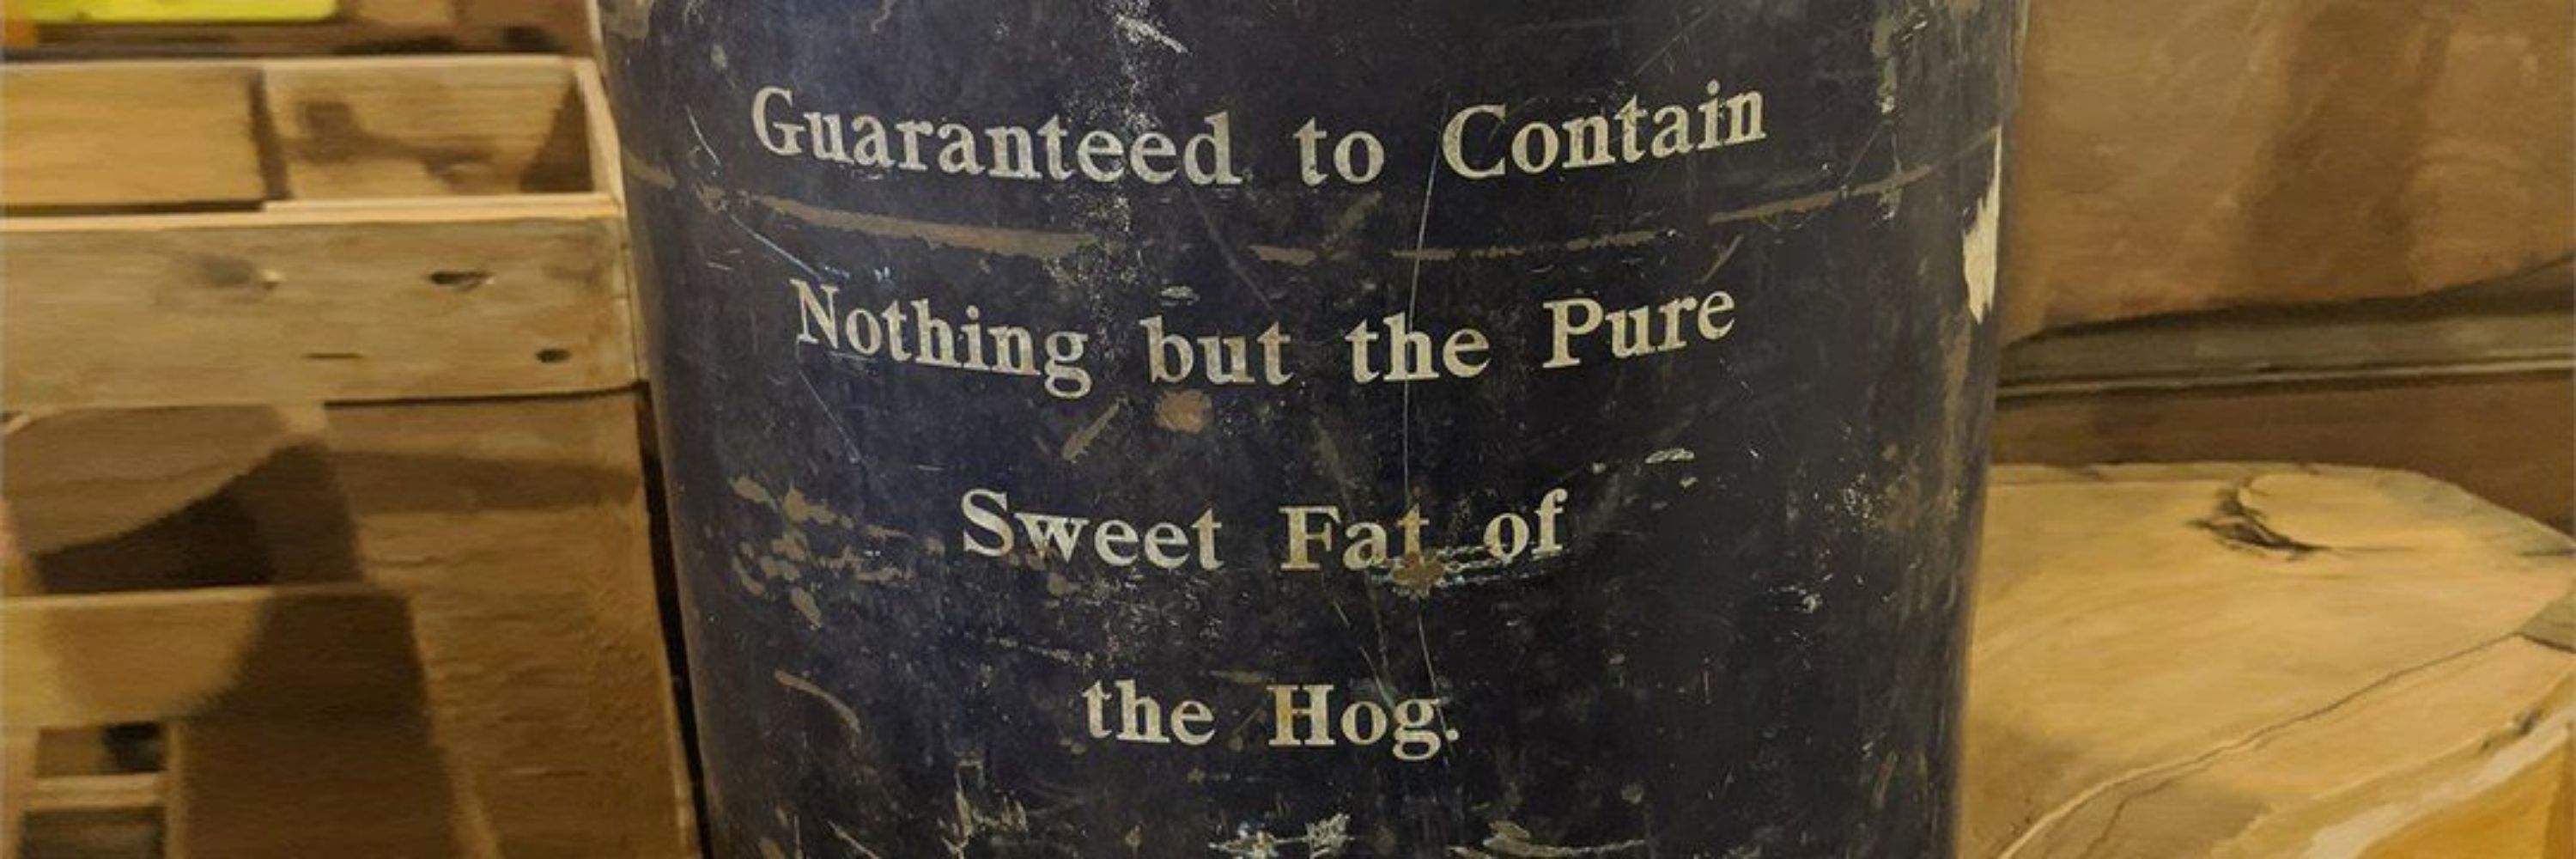 Guaranteed to Contain
Nothing but the Pure
Sweet Fat of
the Hog.